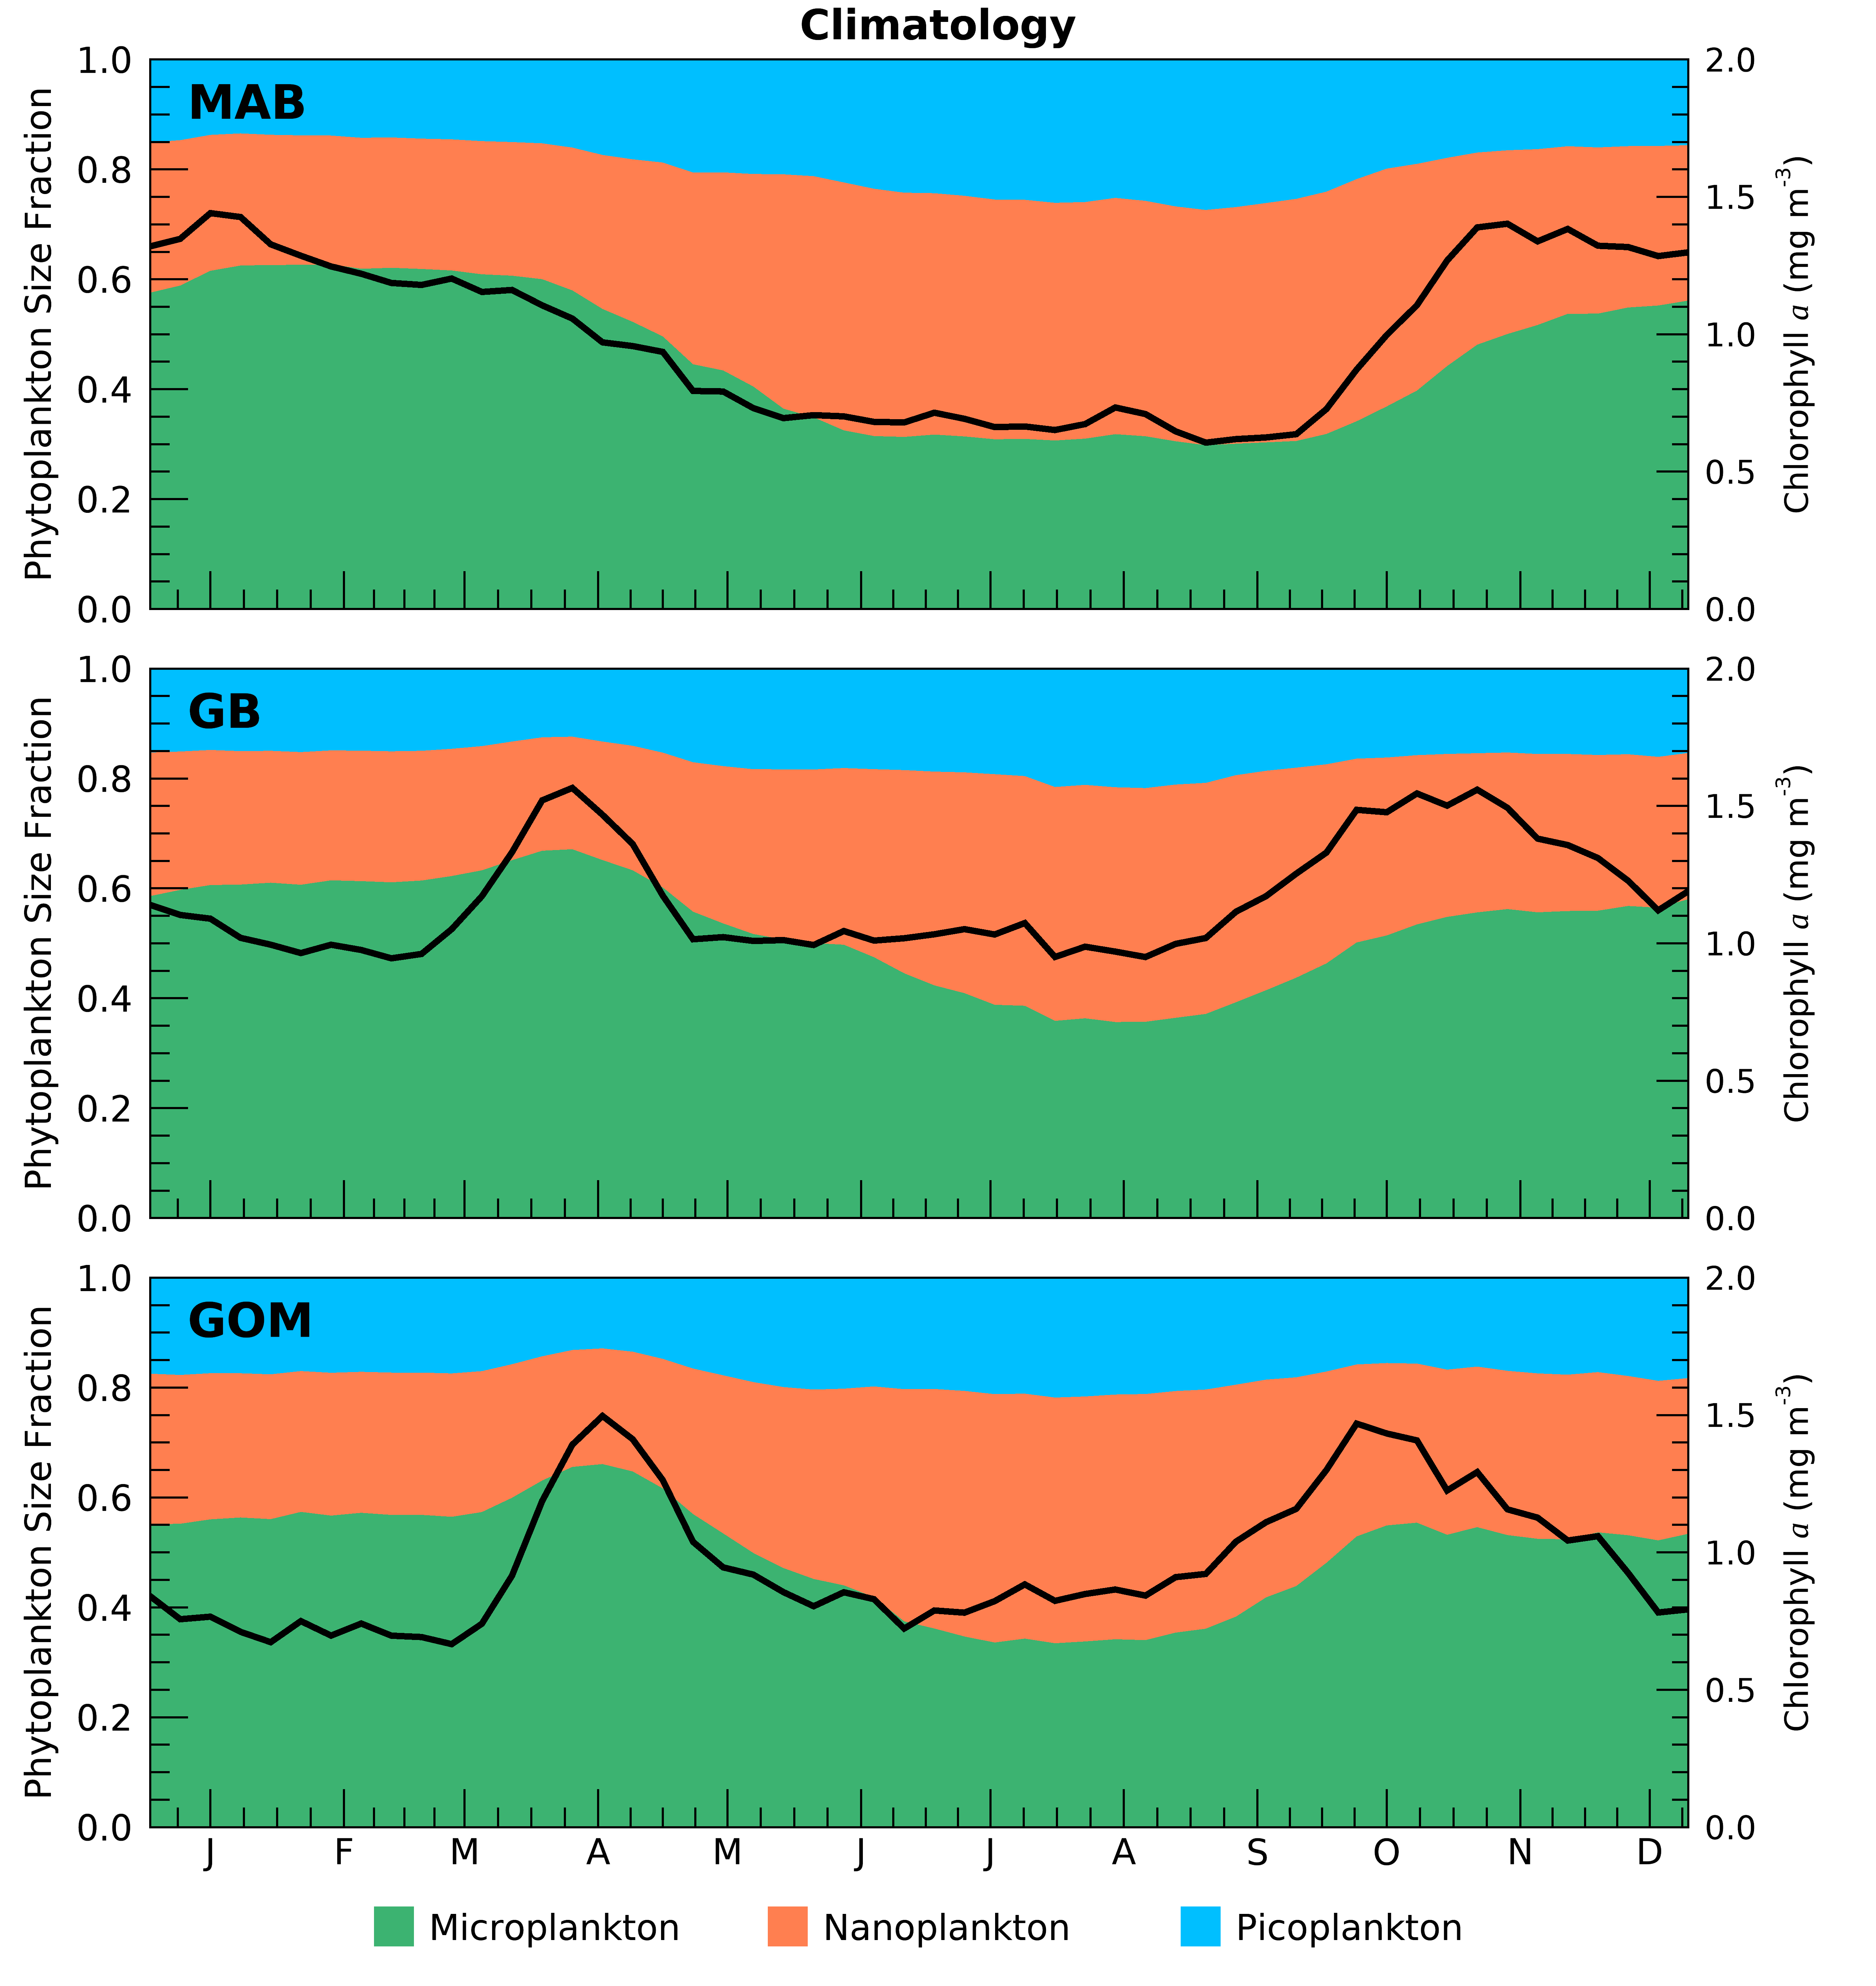 Climatology
MAB
1.0
0.8
0.6
0.4
0.2
0.0
Phytoplankton Size Fraction
2.0
1.5
1.0
0.5
0.0
Chlorophyll a (mg m-3)
GB
1.0
0.8
0.6
0.4
0.2
0.0
Phytoplankton Size Fraction
2.0
1.5
1.0
0.5
0.0
Chlorophyll a (mg m-3)
GOM
1.0
0.8
0.6
0.4
0.2
0.0
Phytoplankton Size Fraction
2.0
1.5
1.0
0.5
0.0
Chlorophyll a (mg m-3)
J F M A M J J A S O N D
Microplankton Nanoplankton Picoplankton